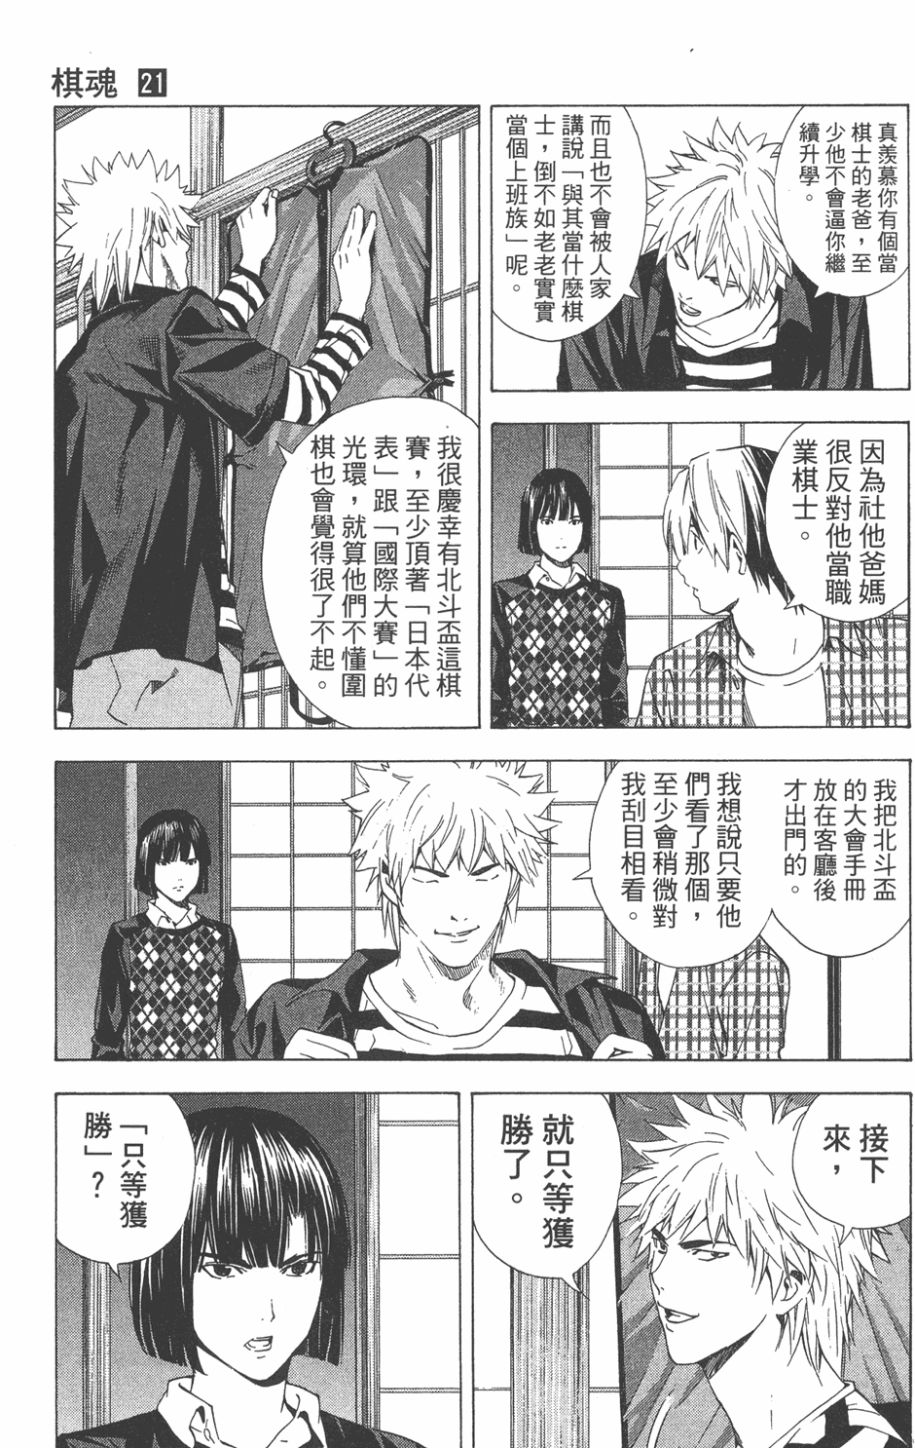 棋魂 21
真羨慕你有個當
棋士的老爸，至
少他不會逼你繼
續升學。
而且也不會被人家
講說「與其當什麼棋
士，倒不如老老實實
當個上班族」呢。
因為社他爸媽
很反對他當職
業棋士。
我很慶幸有北斗盃這棋
賽，至少頂著「日本代
表」跟「國際大賽」的
光環，就算他們不懂圍
棋也會覺得很了不起。
我把北斗盃
的大會手冊
放在客廳後
才出門的。
我想說只要他
們看了那個，
至少會稍微對
我刮目相看。
接下
來，
就只等獲
勝了。
「只等獲
勝」？